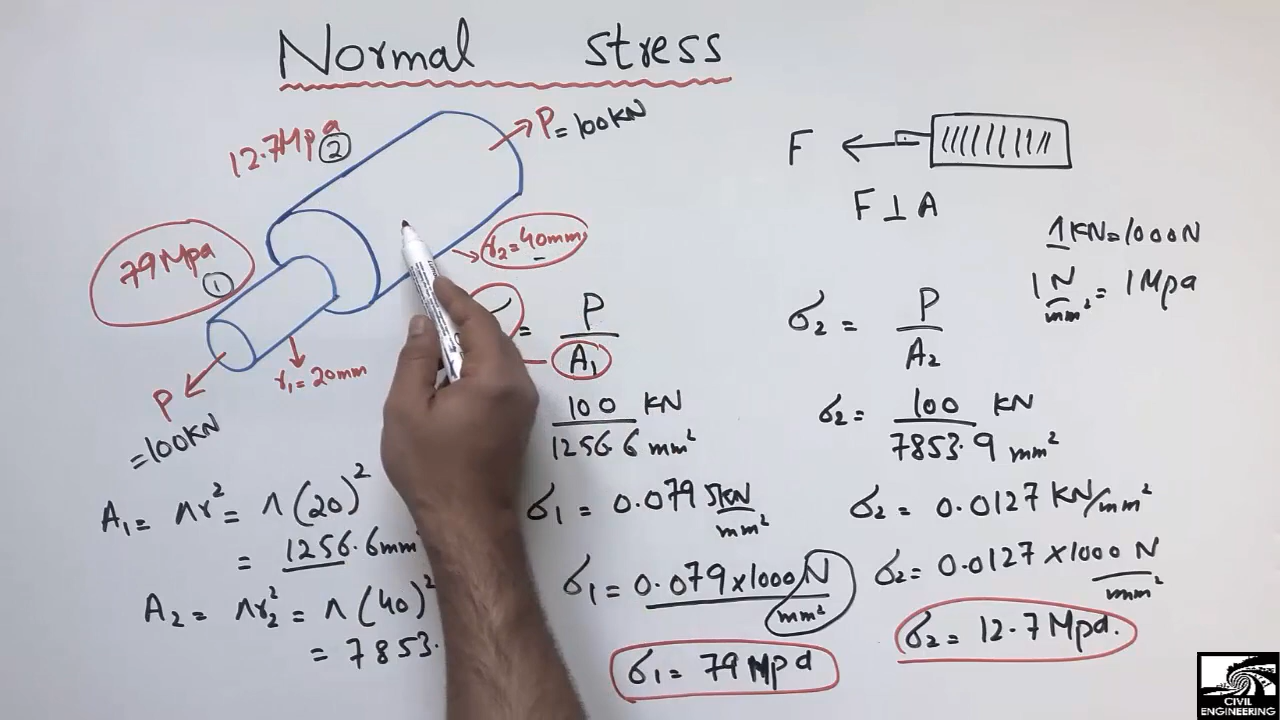 Normal stress
12.7Mpa ②
P = 100KN
79Mpa ①
r₂ = 40mm
r₁ = 20mm
P
= 100KN
F
F ⊥ A
1KN = 1000N
1 N/mm² = 1 Mpa
= P/A₁
100 KN / 1256.6 mm²
σ₁ = 0.079 KN/mm²
σ₁ = 0.079 × 1000 N/mm²
σ₁ = 79 Mpa
σ₂ = P/A₂
σ₂ = 100 KN / 7853.9 mm²
σ₂ = 0.0127 KN/mm²
σ₂ = 0.0127 × 1000 N/mm²
σ₂ = 12.7 Mpa.
A₁ = πr² = π(20)²
= 1256.6mm
A₂ = πr₂² = π(40)²
= 7853.
CIVIL
ENGINEERING